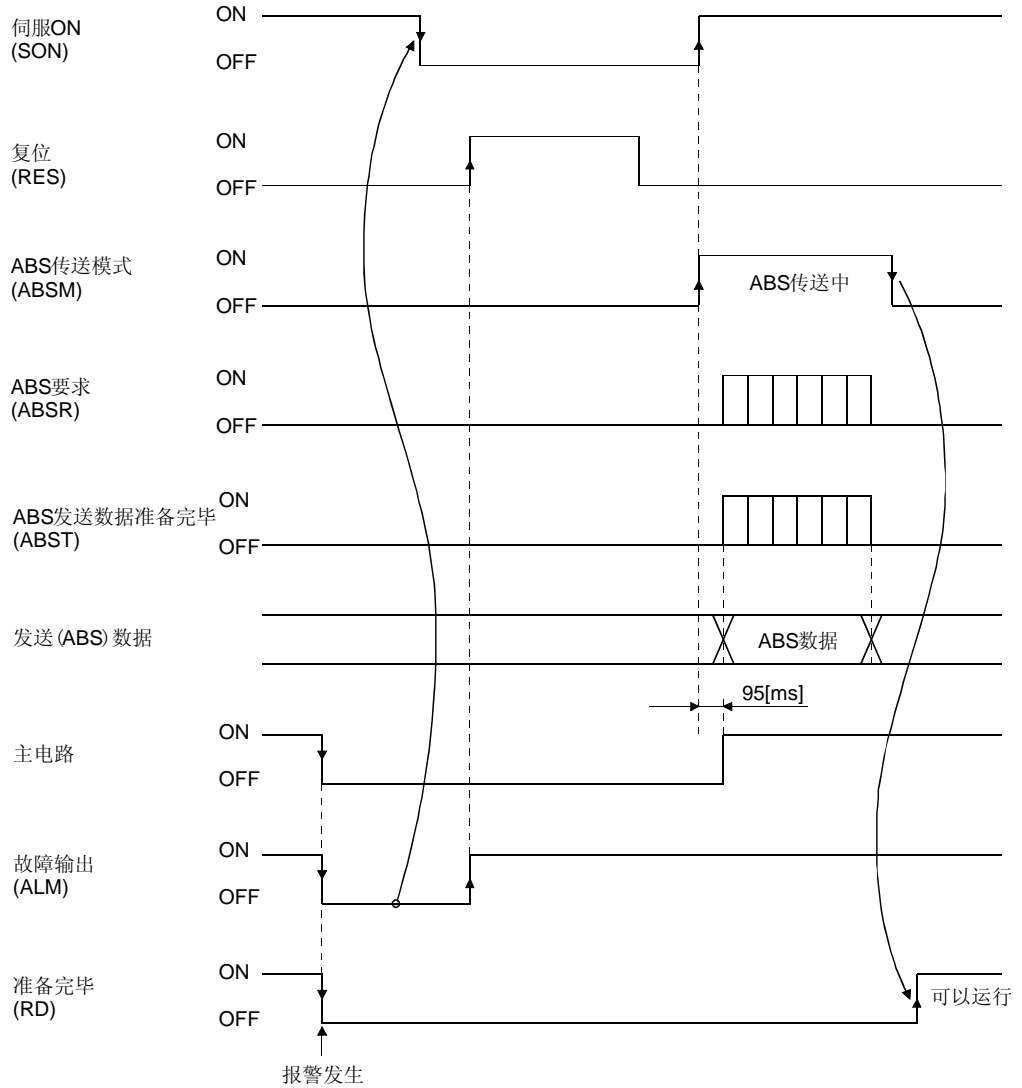 伺服ON
(SON)
ON
OFF
复位
(RES)
ON
OFF
ABS传送模式
(ABSM)
ON
OFF
ABS传送中
ABS要求
(ABSR)
ON
OFF
ABS发送数据准备完毕
(ABST)
ON
OFF
发送(ABS)数据
ABS数据
95[ms]
主电路
ON
OFF
故障输出
(ALM)
ON
OFF
准备完毕
(RD)
ON
OFF
可以运行
报警发生